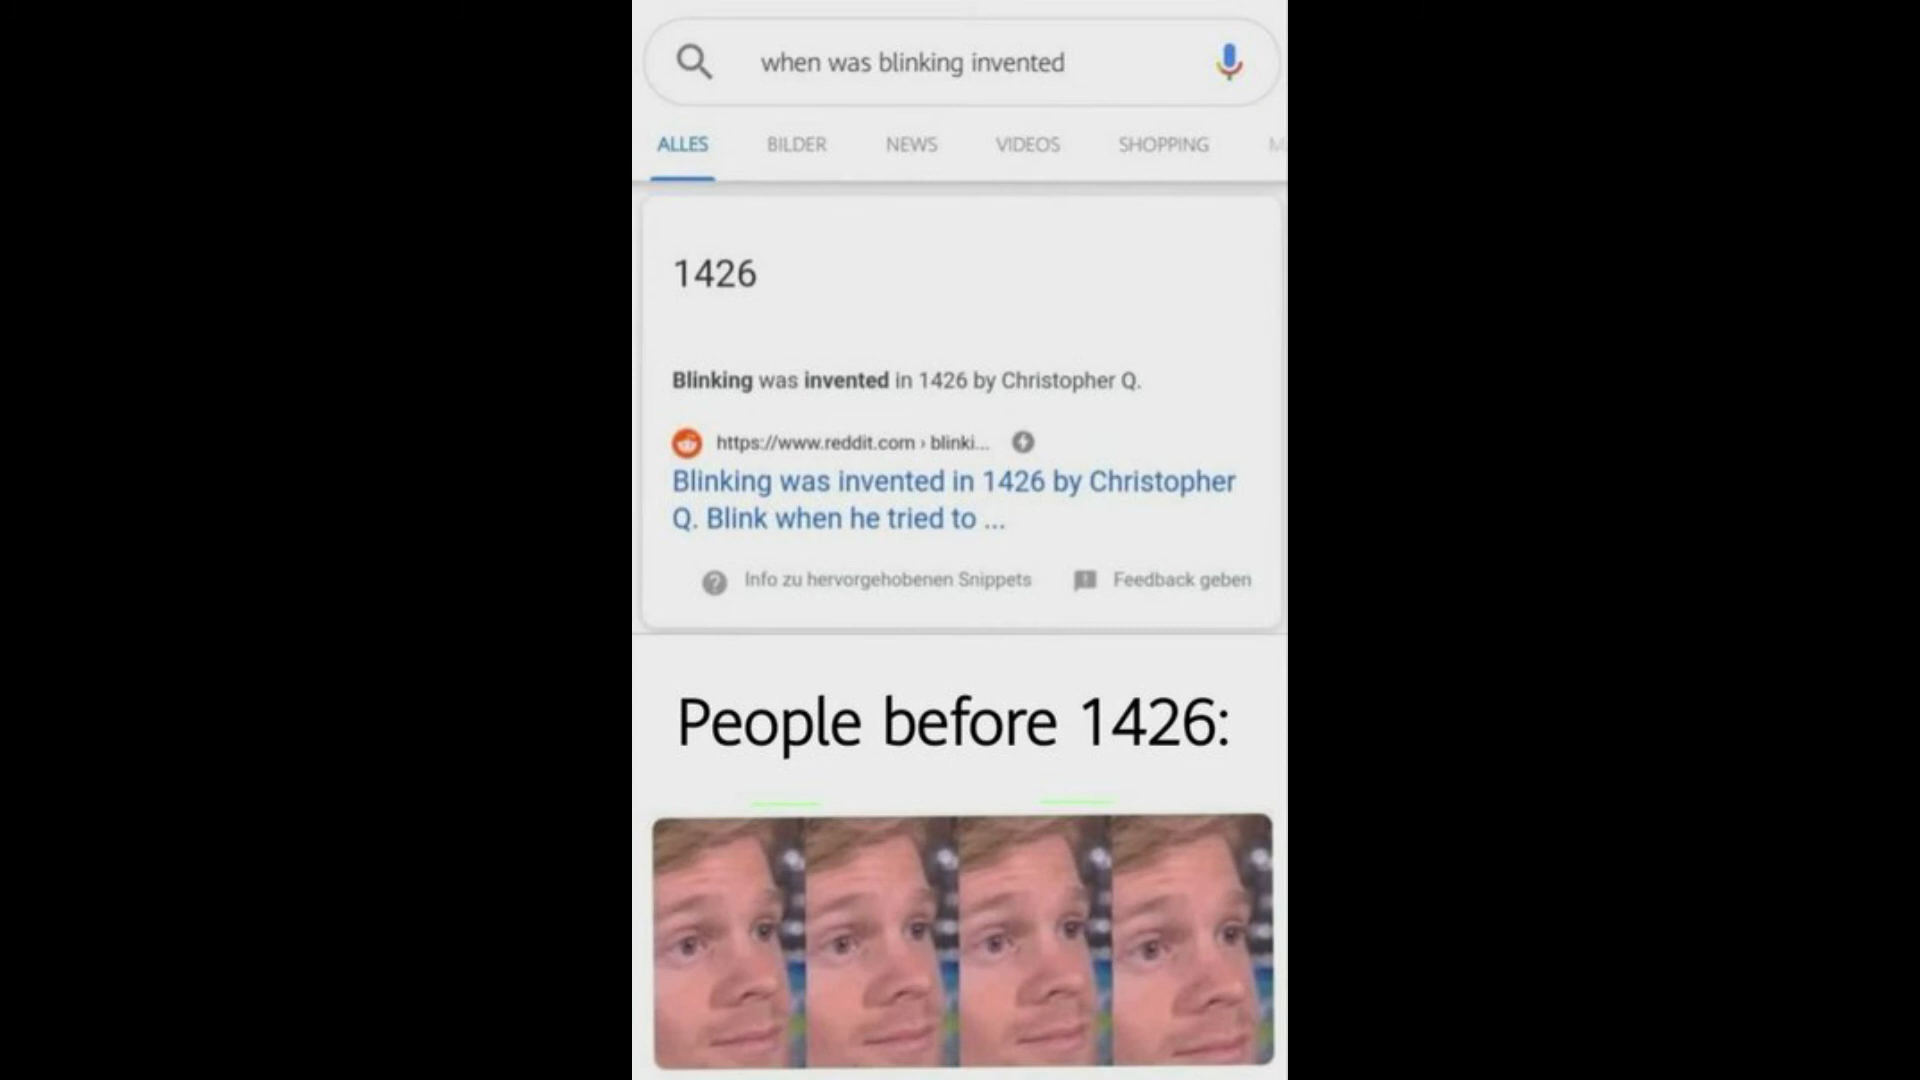 when was blinking invented
ALLES BILDER NEWS VIDEOS SHOPPING M
1426
Blinking was invented in 1426 by Christopher Q.
https://www.reddit.com › blinki...
Blinking was invented in 1426 by Christopher
Q. Blink when he tried to ...
Info zu hervorgehobenen Snippets Feedback geben
People before 1426: